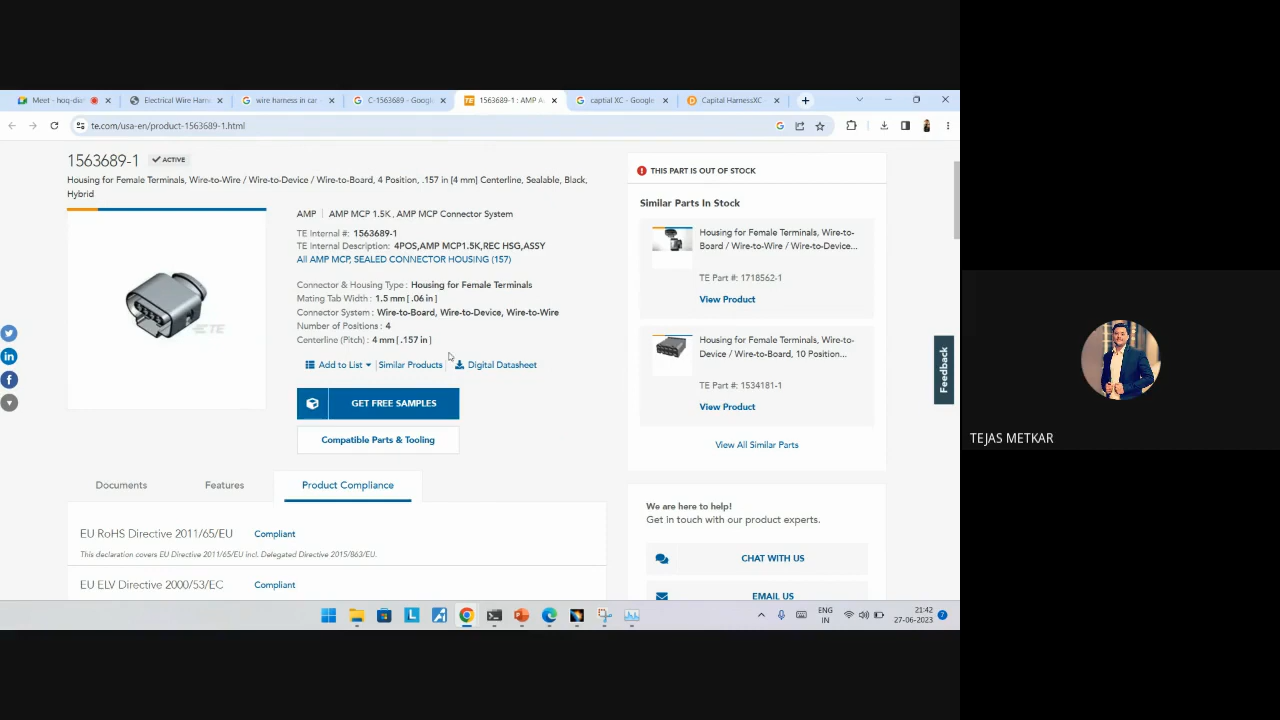 Meet - hoq-die
Electrical Wire Harn
wire harness in car -
C-1563689 - Google
TE
1563689-1 : AMP A
captial XC - Google
Capital HarnessXC -
te.com/usa-en/product-1563689-1.html
1563689-1
ACTIVE
Housing for Female Terminals, Wire-to-Wire / Wire-to-Device / Wire-to-Board, 4 Position, .157 in [4 mm] Centerline, Sealable, Black,
Hybrid
AMP | AMP MCP 1.5K , AMP MCP Connector System
TE Internal #: 1563689-1
TE Internal Description: 4POS,AMP MCP1.5K,REC HSG,ASSY
All AMP MCP, SEALED CONNECTOR HOUSING (157)
Connector & Housing Type : Housing for Female Terminals
Mating Tab Width : 1.5 mm [ .06 in ]
Connector System : Wire-to-Board, Wire-to-Device, Wire-to-Wire
Number of Positions : 4
Centerline (Pitch) : 4 mm [ .157 in ]
TE
Add to List | Similar Products | Digital Datasheet
GET FREE SAMPLES
Compatible Parts & Tooling
Documents
Features
Product Compliance
EU RoHS Directive 2011/65/EU
Compliant
This declaration covers EU Directive 2011/65/EU incl. Delegated Directive 2015/863/EU.
EU ELV Directive 2000/53/EC
Compliant
THIS PART IS OUT OF STOCK
Similar Parts In Stock
Housing for Female Terminals, Wire-to-
Board / Wire-to-Wire / Wire-to-Device...
TE Part #: 1718562-1
View Product
Housing for Female Terminals, Wire-to-
Device / Wire-to-Board, 10 Position...
TE Part #: 1534181-1
View Product
View All Similar Parts
We are here to help!
Get in touch with our product experts.
CHAT WITH US
EMAIL US
Feedback
ENG
IN
21:42
27-06-2023
7
TEJAS METKAR